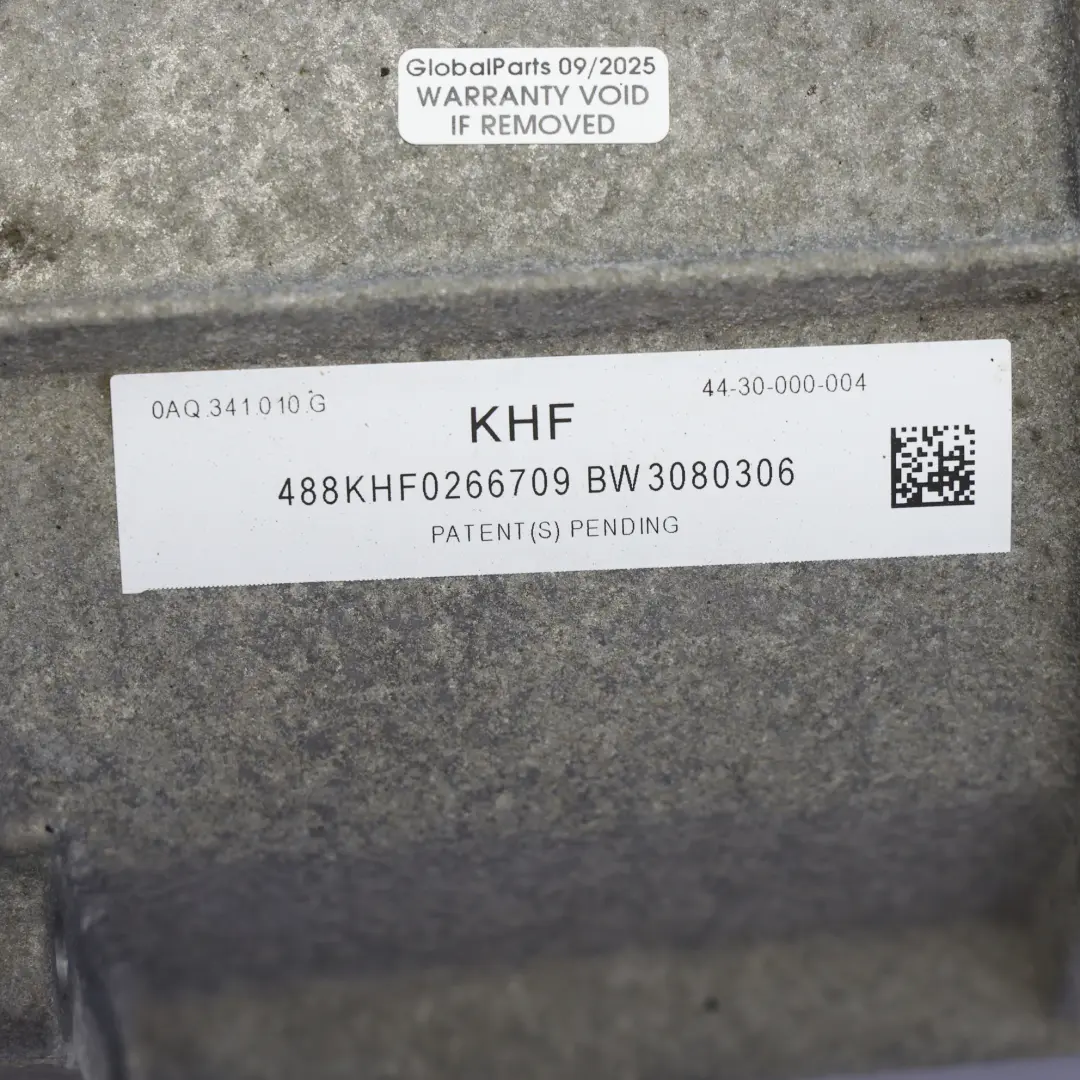 GlobalParts 09/2025
WARRANTY VOID
IF REMOVED
0AQ.341.010.G
44-30-000-004
KHF
488KHF0266709 BW3080306
PATENT(S) PENDING